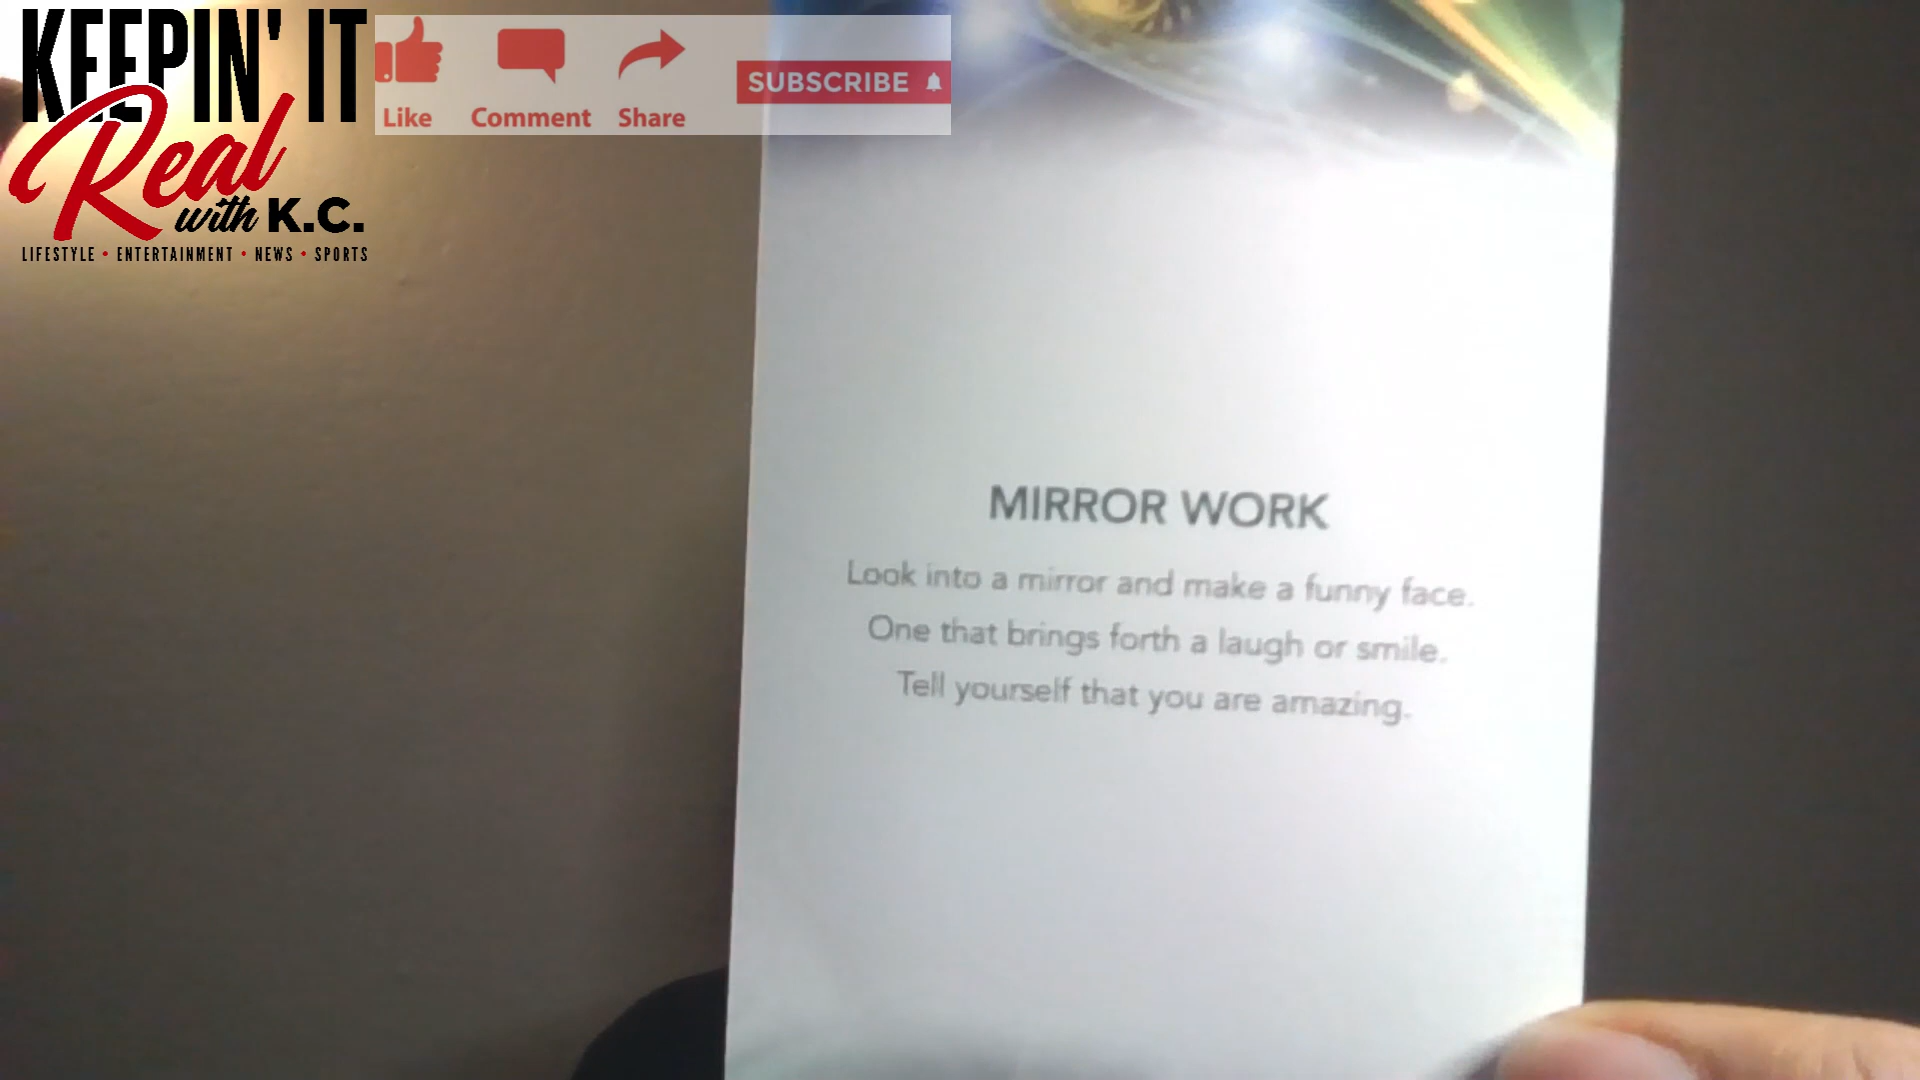 KEEPIN' IT
Real
with K.C.
LIFESTYLE • ENTERTAINMENT • NEWS • SPORTS
Like Comment Share
SUBSCRIBE
MIRROR WORK
Look into a mirror and make a funny face.
One that brings forth a laugh or smile.
Tell yourself that you are amazing.